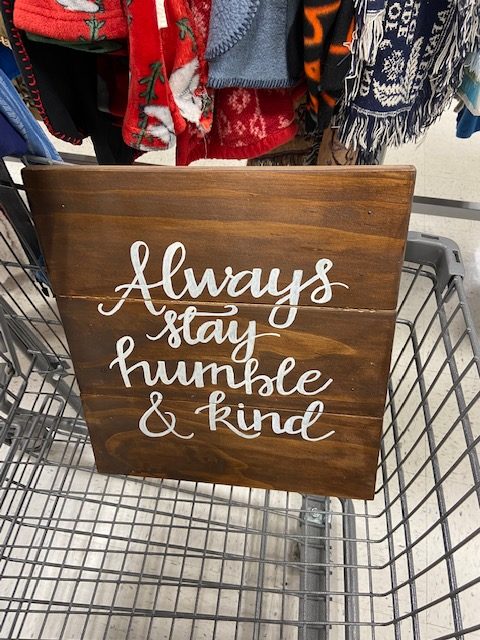 Always
stay
humble
& kind